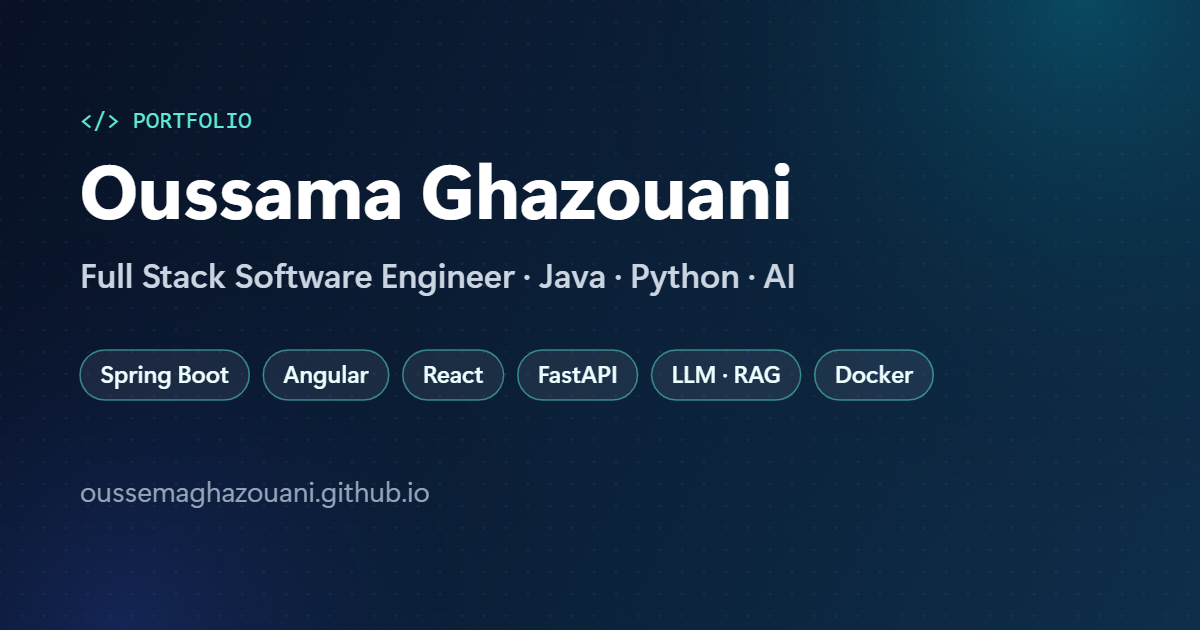 </> PORTFOLIO
Oussama Ghazouani
Full Stack Software Engineer · Java · Python · AI
Spring Boot Angular React FastAPI LLM · RAG Docker
oussemaghazouani.github.io